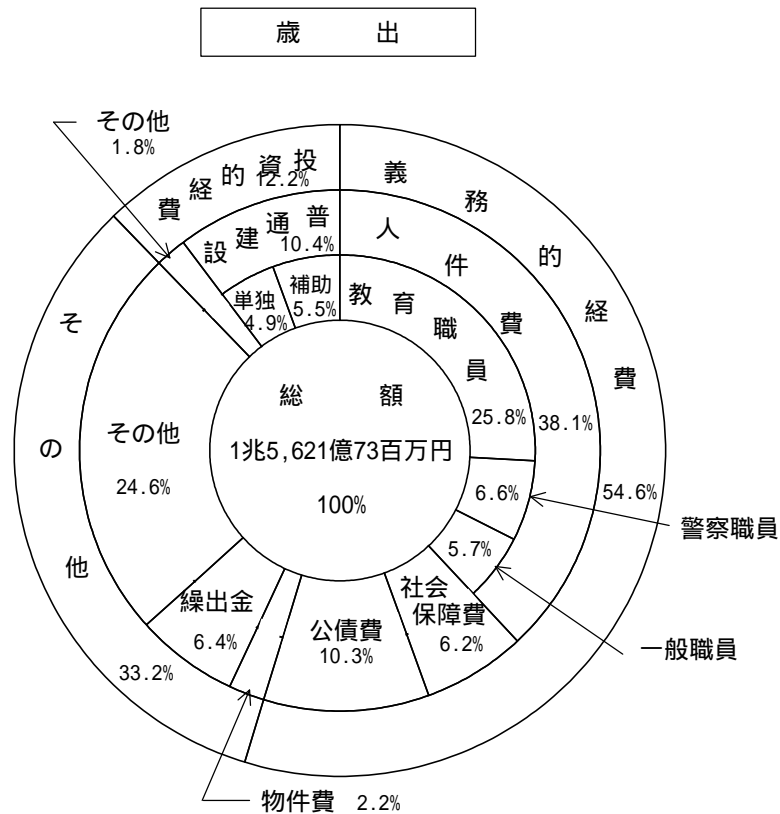 歳 出
その他
1.8%
投資的経費
12.2%
普通建設
10.4%
単独
4.9%
補助
5.5%
義務的経費
54.6%
人件費
38.1%
教育職員
25.8%
6.6%
警察職員
5.7%
一般職員
社会
保障費
6.2%
公債費
10.3%
物件費 2.2%
繰出金
6.4%
その他
24.6%
その他
33.2%
総 額
1兆5,621億73百万円
100%